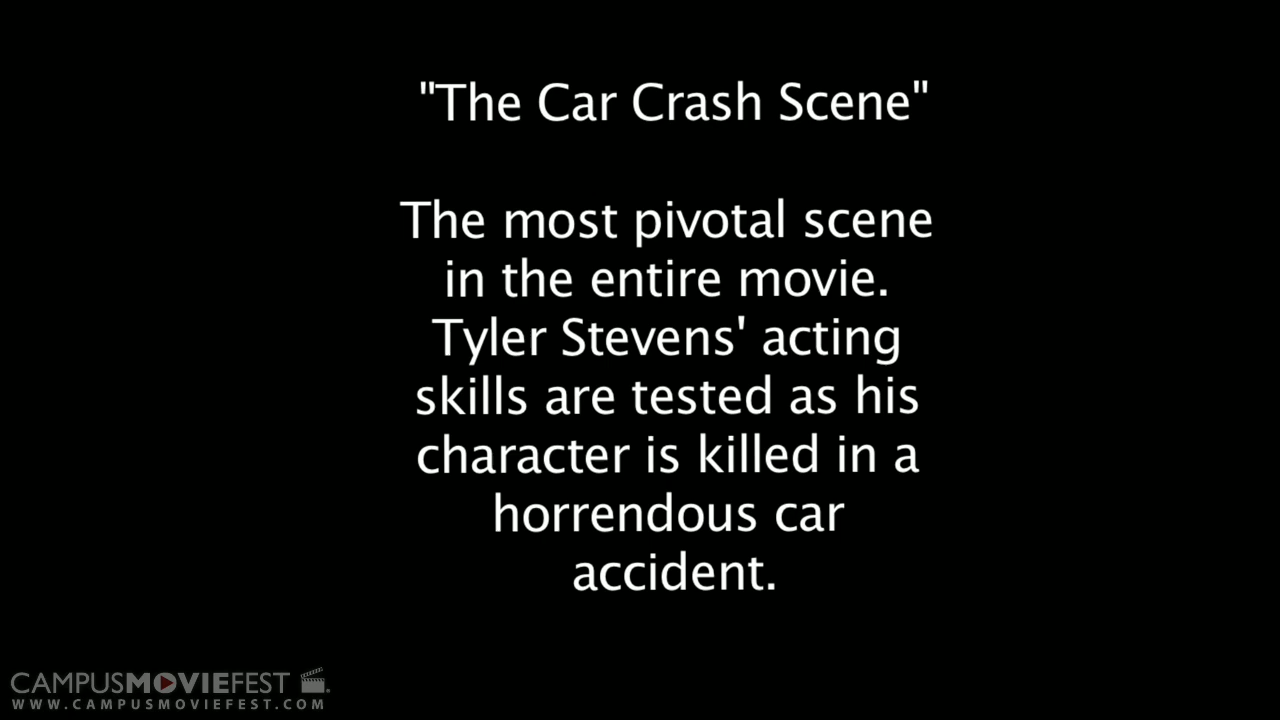 "The Car Crash Scene"
The most pivotal scene
in the entire movie.
Tyler Stevens' acting
skills are tested as his
character is killed in a
horrendous car
accident.
CAMPUSMOVIEFEST
WWW.CAMPUSMOVIEFEST.COM